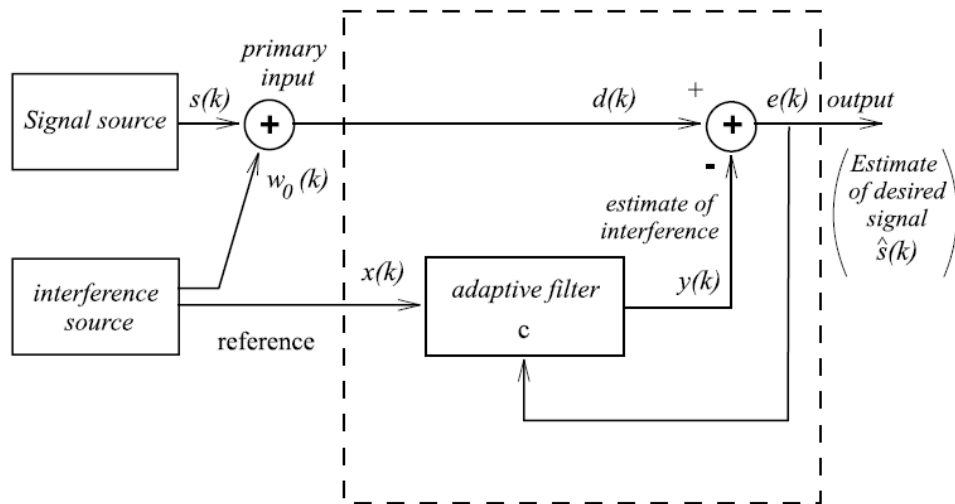 primary
input
Signal source
s(k)
+
w₀(k)
d(k)
+
+
-
e(k)
output
(Estimate
of desired
signal
ŝ(k))
estimate of
interference
interference
source
x(k)
reference
adaptive filter
c
y(k)